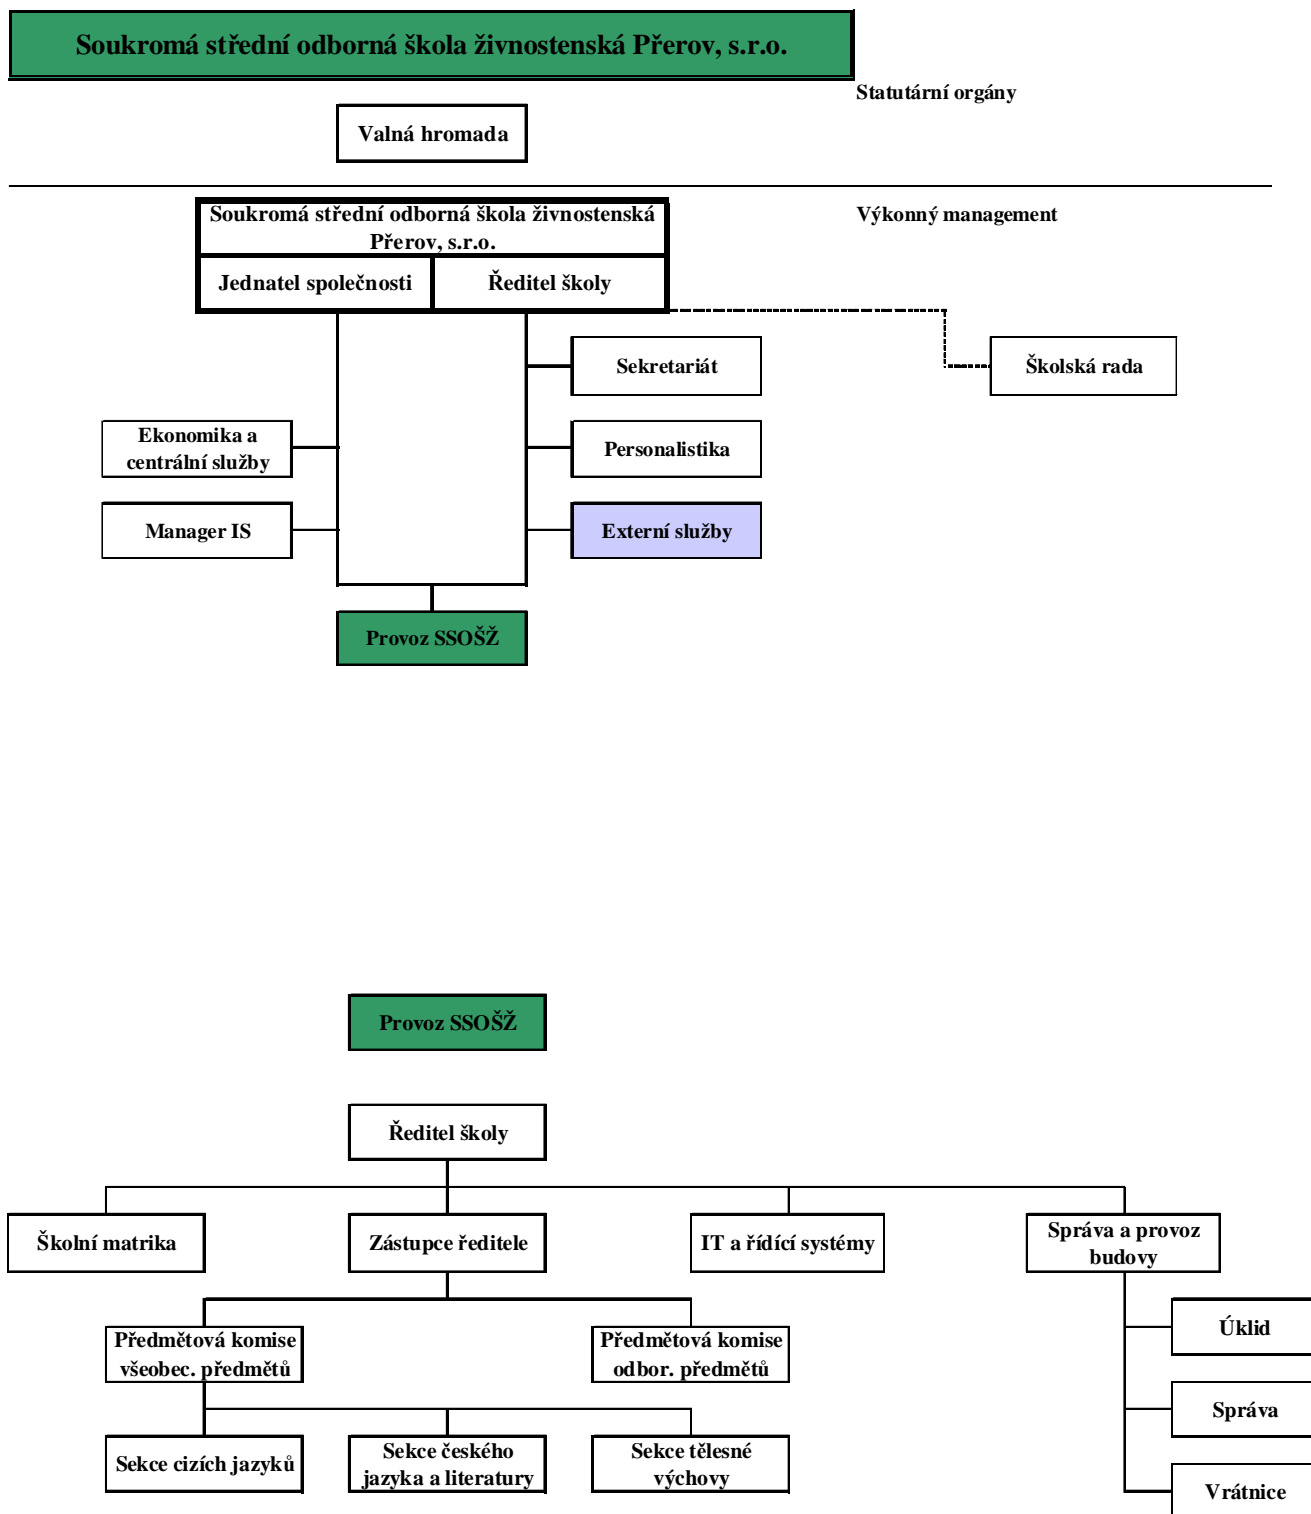 Soukromá střední odborná škola živnostenská Přerov, s.r.o.
Statutární orgány
Valná hromada
Soukromá střední odborná škola živnostenská
Přerov, s.r.o.
Výkonný management
Jednatel společnosti
Ředitel školy
Sekretariát
Školská rada
Ekonomika a
centrální služby
Personalistika
Manager IS
Externí služby
Provoz SSOŠŽ
Provoz SSOŠŽ
Ředitel školy
Školní matrika
Zástupce ředitele
IT a řídící systémy
Správa a provoz
budovy
Úklid
Předmětová komise
všeobec. předmětů
Předmětová komise
odbor. předmětů
Správa
Sekce cizích jazyků
Sekce českého
jazyka a literatury
Sekce tělesné
výchovy
Vrátnice